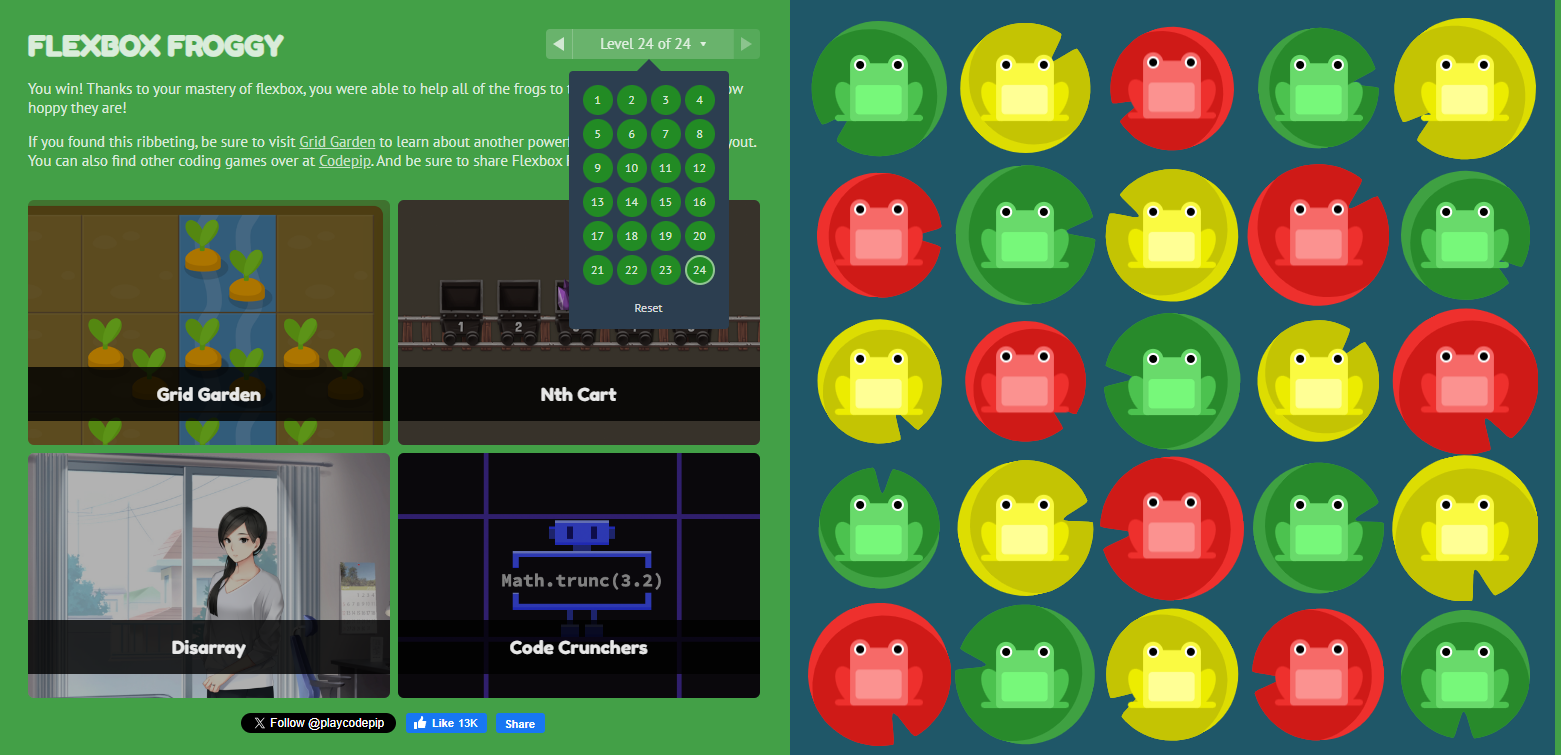 FLEXBOX FROGGY
Level 24 of 24
You win! Thanks to your mastery of flexbox, you were able to help all of the frogs to
ow
hoppy they are!
If you found this ribbeting, be sure to visit Grid Garden to learn about another
yout.
You can also find other coding games over at Codepip. And be sure to share Flexbox
1 2 3 4
5 6 7 8
9 10 11 12
13 14 15 16
17 18 19 20
21 22 23 24
Reset
1 2
Grid Garden
Nth Cart
Math.trunc(3.2)
Disarray
Code Crunchers
Follow @playcodepip
Like 13K
Share